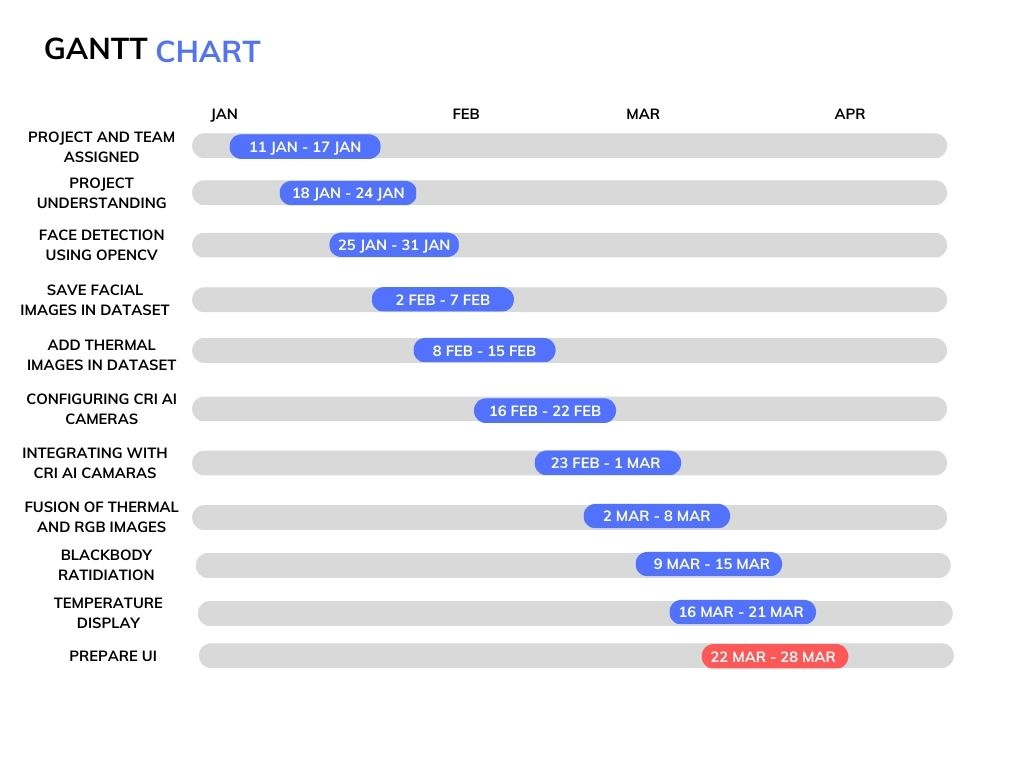 GANTT CHART
JAN FEB MAR APR
PROJECT AND TEAM
ASSIGNED
11 JAN - 17 JAN
PROJECT
UNDERSTANDING
18 JAN - 24 JAN
FACE DETECTION
USING OPENCV
25 JAN - 31 JAN
SAVE FACIAL
IMAGES IN DATASET
2 FEB - 7 FEB
ADD THERMAL
IMAGES IN DATASET
8 FEB - 15 FEB
CONFIGURING CRI AI
CAMERAS
16 FEB - 22 FEB
INTEGRATING WITH
CRI AI CAMARAS
23 FEB - 1 MAR
FUSION OF THERMAL
AND RGB IMAGES
2 MAR - 8 MAR
BLACKBODY
RATIDIATION
9 MAR - 15 MAR
TEMPERATURE
DISPLAY
16 MAR - 21 MAR
PREPARE UI
22 MAR - 28 MAR